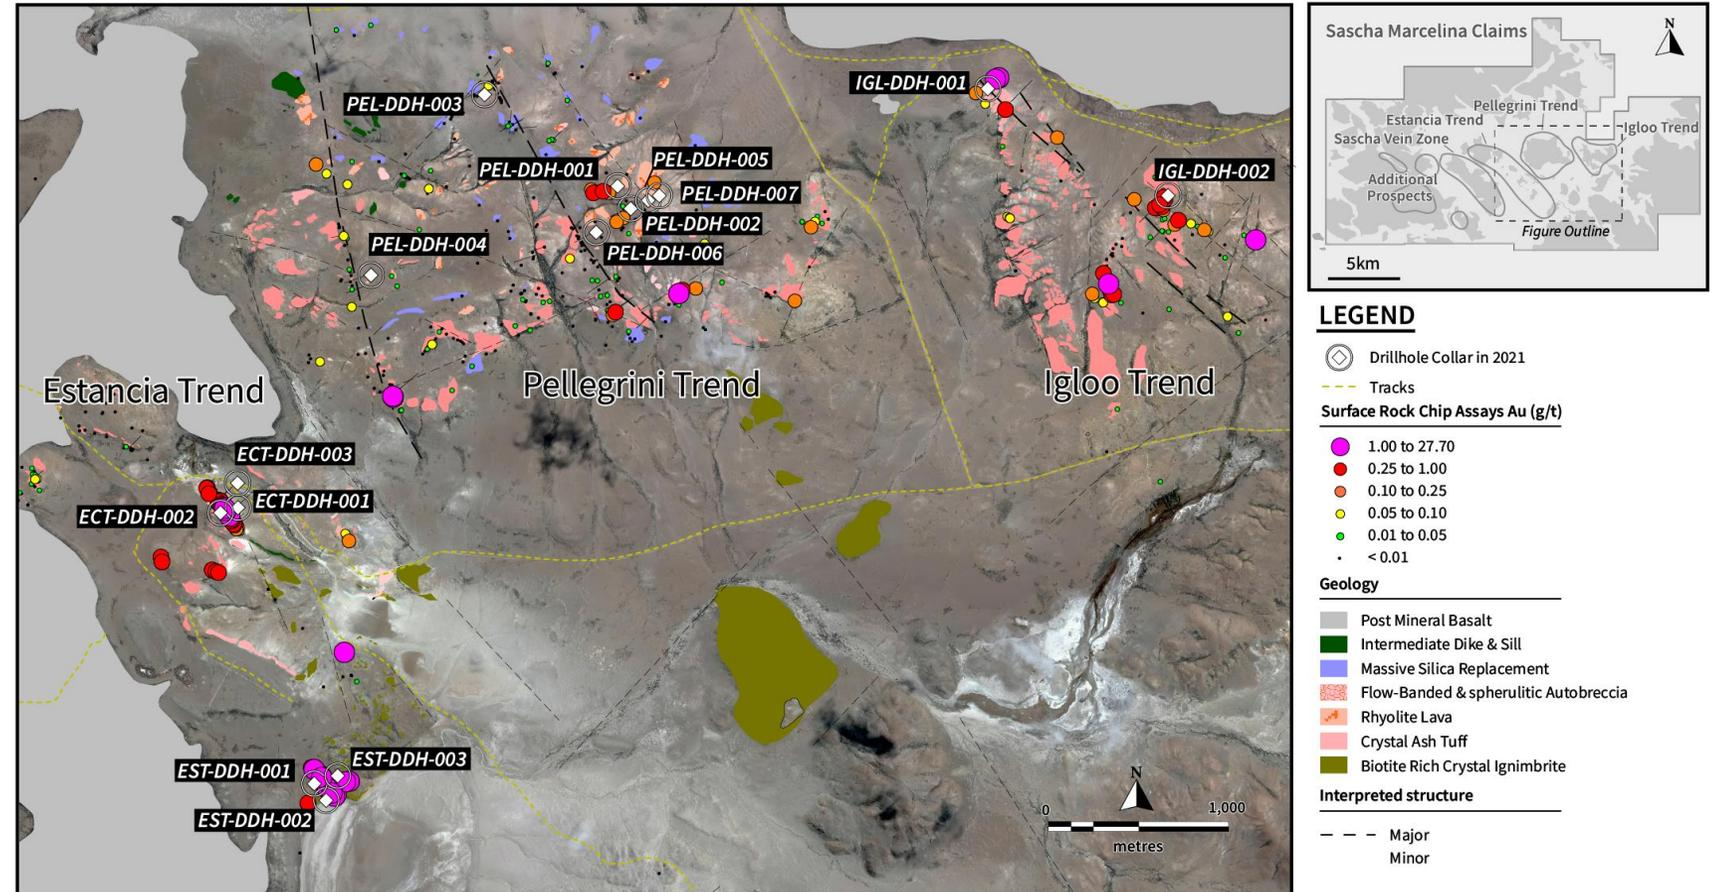 PEL-DDH-003
PEL-DDH-001
PEL-DDH-005
PEL-DDH-007
PEL-DDH-002
PEL-DDH-006
PEL-DDH-004
IGL-DDH-001
IGL-DDH-002
Estancia Trend
Pellegrini Trend
Igloo Trend
ECT-DDH-003
ECT-DDH-001
ECT-DDH-002
EST-DDH-001
EST-DDH-003
EST-DDH-002
N
0
1,000
metres
Sascha Marcelina Claims
N
Pellegrini Trend
Estancia Trend
Igloo Trend
Sascha Vein Zone
Additional
Prospects
Figure Outline
5km
LEGEND
Drillhole Collar in 2021
Tracks
Surface Rock Chip Assays Au (g/t)
1.00 to 27.70
0.25 to 1.00
0.10 to 0.25
0.05 to 0.10
0.01 to 0.05
< 0.01
Geology
Post Mineral Basalt
Intermediate Dike & Sill
Massive Silica Replacement
Flow-Banded & spherulitic Autobreccia
Rhyolite Lava
Crystal Ash Tuff
Biotite Rich Crystal Ignimbrite
Interpreted structure
Major
Minor